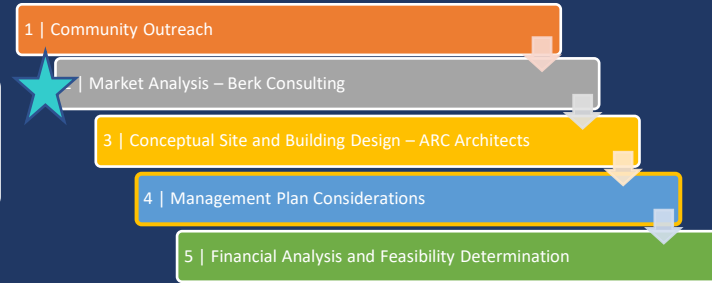 1 | Community Outreach
| Market Analysis – Berk Consulting
3 | Conceptual Site and Building Design – ARC Architects
4 | Management Plan Considerations
5 | Financial Analysis and Feasibility Determination